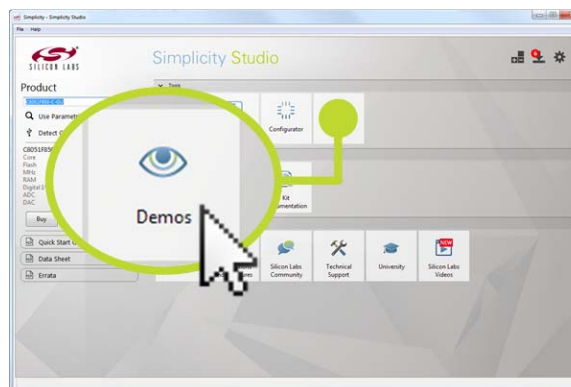 Simplicity - Simplicity Studio
File Help
SILICON LABS
Simplicity Studio
Product
Tools
Use Parametr
Detect C
Configurator
Core
Flash
MHz
RAM
Digital I
ADC
DAC
Kit
mentation
Demos
Buy
Quick Start G
Data Sheet
Errata
Silicon Labs
Community
Technical
Support
University
NEW
Silicon Labs
Videos